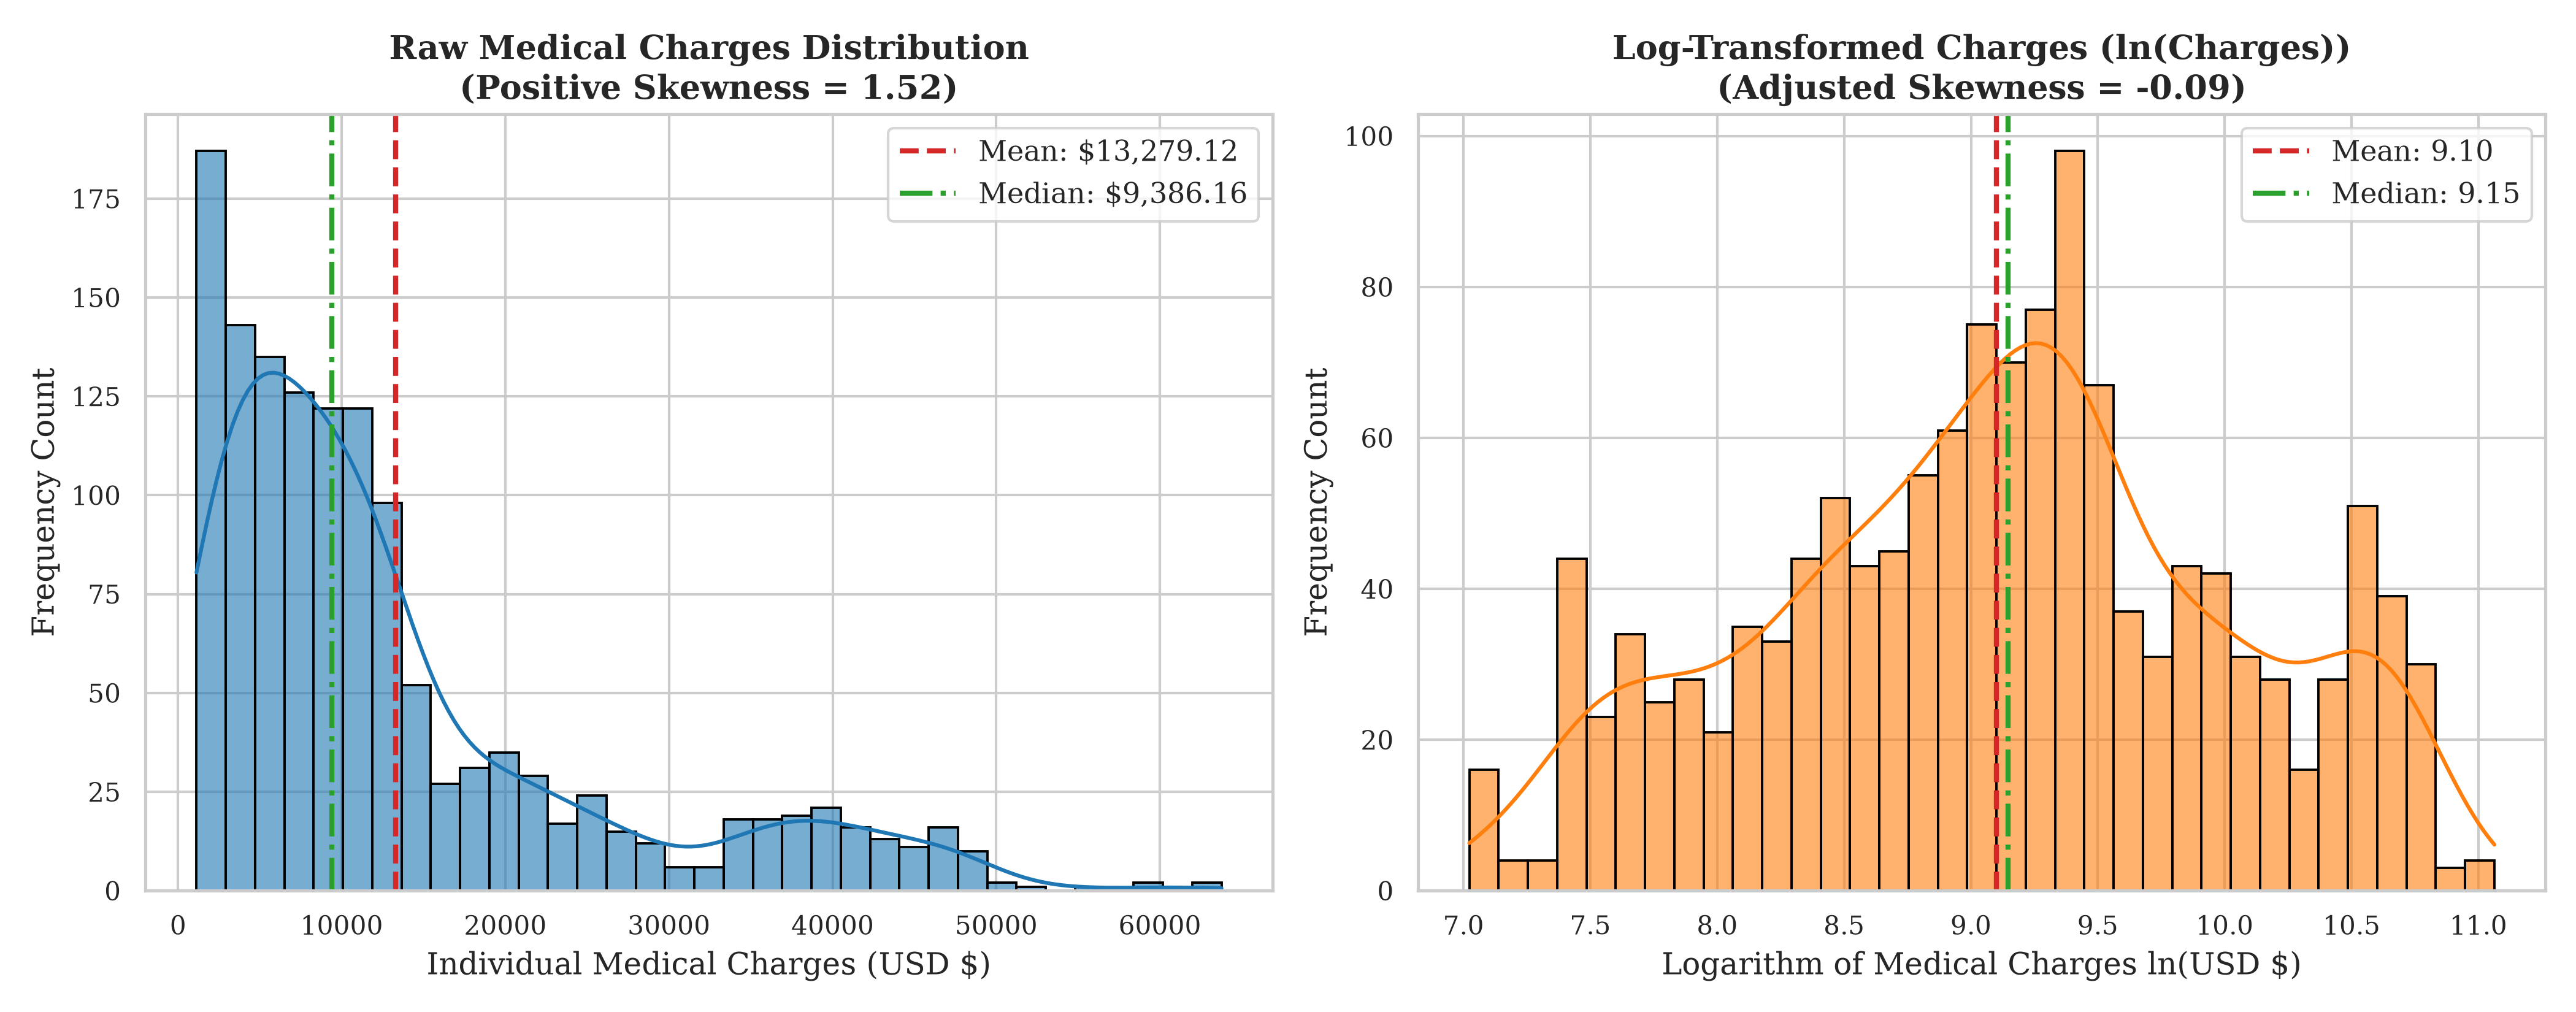 Raw Medical Charges Distribution
(Positive Skewness = 1.52)
Mean: $13,279.12
Median: $9,386.16
175
150
125
100
75
50
25
0
Frequency Count
0 10000 20000 30000 40000 50000 60000
Individual Medical Charges (USD $)
Log-Transformed Charges (ln(Charges))
(Adjusted Skewness = -0.09)
Mean: 9.10
Median: 9.15
100
80
60
40
20
0
Frequency Count
7.0 7.5 8.0 8.5 9.0 9.5 10.0 10.5 11.0
Logarithm of Medical Charges ln(USD $)